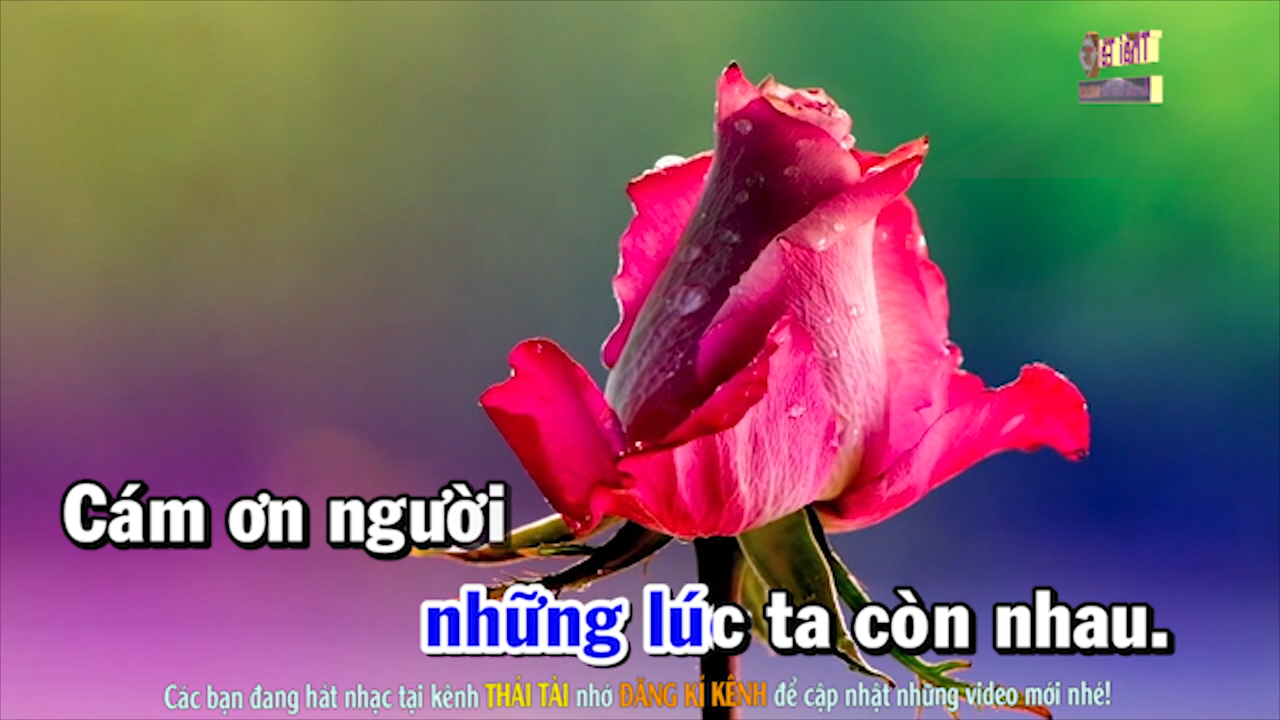 Cám ơn người
những lúc ta còn nhau.
Các bạn đang hát nhạc tại kênh THÁI TÀI nhớ ĐĂNG KÍ KÊNH để cập nhật những video mới nhé!